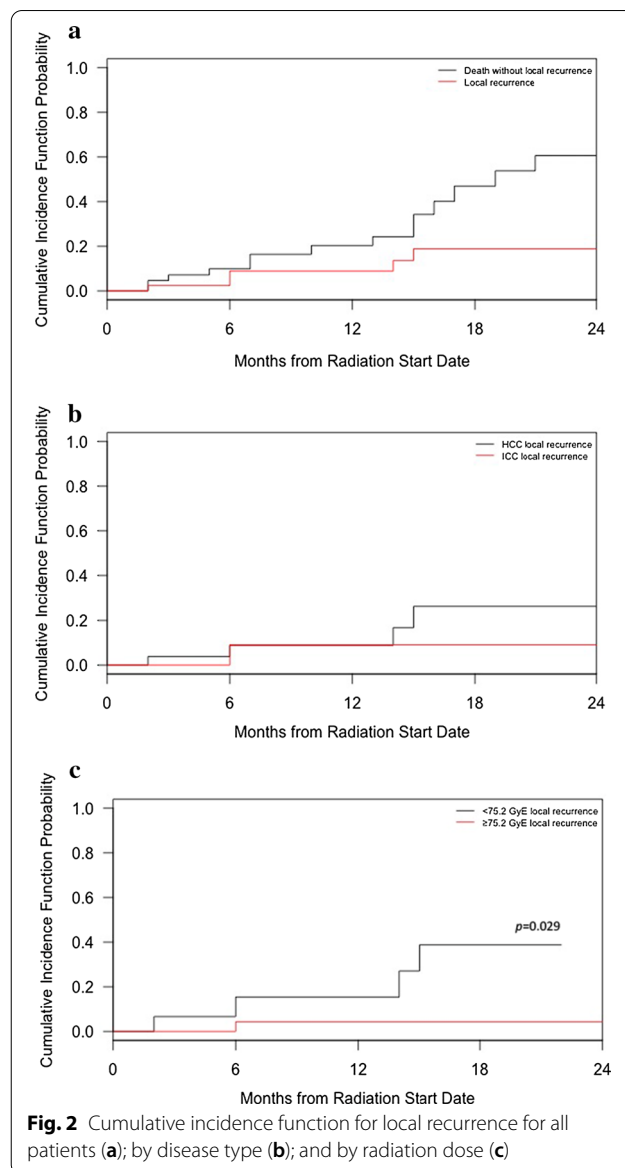 a
Cumulative Incidence Function Probability
1.0
0.8
0.6
0.4
0.2
0.0
Death without local recurrence
Local recurrence
0 6 12 18 24
Months from Radiation Start Date
b
Cumulative Incidence Function Probability
1.0
0.8
0.6
0.4
0.2
0.0
HCC local recurrence
ICC local recurrence
0 6 12 18 24
Months from Radiation Start Date
c
Cumulative Incidence Function Probability
1.0
0.8
0.6
0.4
0.2
0.0
<75.2 GyE local recurrence
≥75.2 GyE local recurrence
p=0.029
0 6 12 18 24
Months from Radiation Start Date
Fig. 2 Cumulative incidence function for local recurrence for all
patients (a); by disease type (b); and by radiation dose (c)